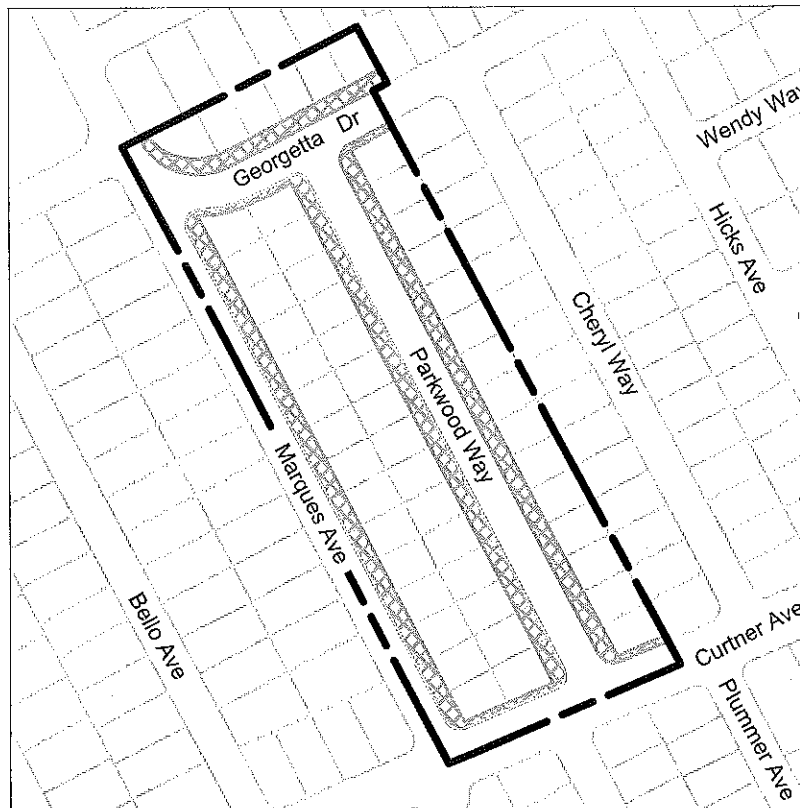 Wendy Way
Georgetta Dr
Hicks Ave
Cheryl Way
Parkwood Way
Marques Ave
Bello Ave
Curtner Ave
Plummer Ave